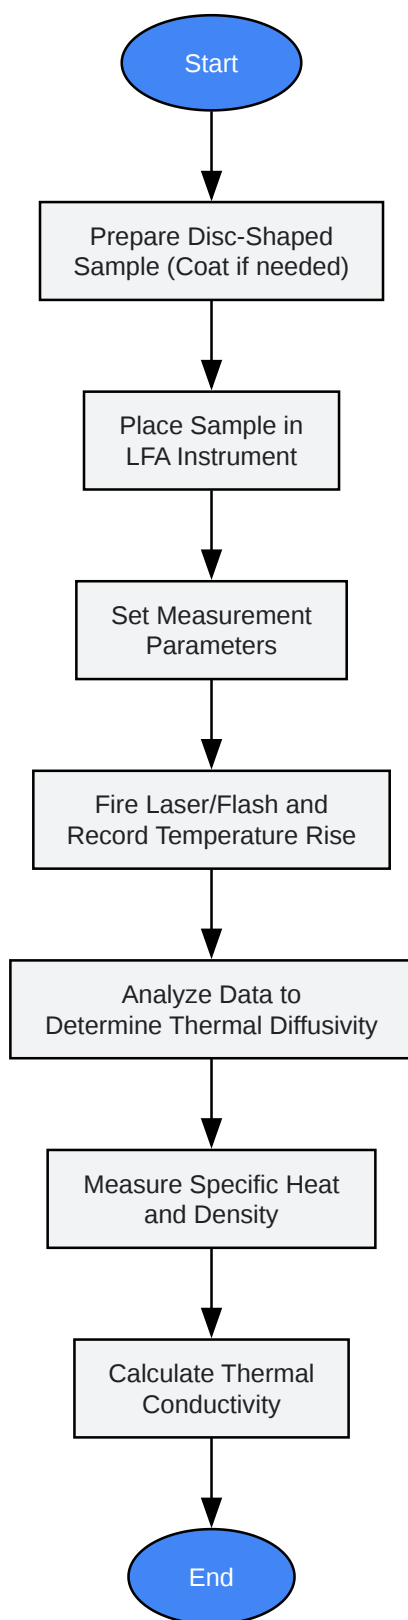 Start
Prepare Disc-Shaped
Sample (Coat if needed)
Place Sample in
LFA Instrument
Set Measurement
Parameters
Fire Laser/Flash and
Record Temperature Rise
Analyze Data to
Determine Thermal Diffusivity
Measure Specific Heat
and Density
Calculate Thermal
Conductivity
End